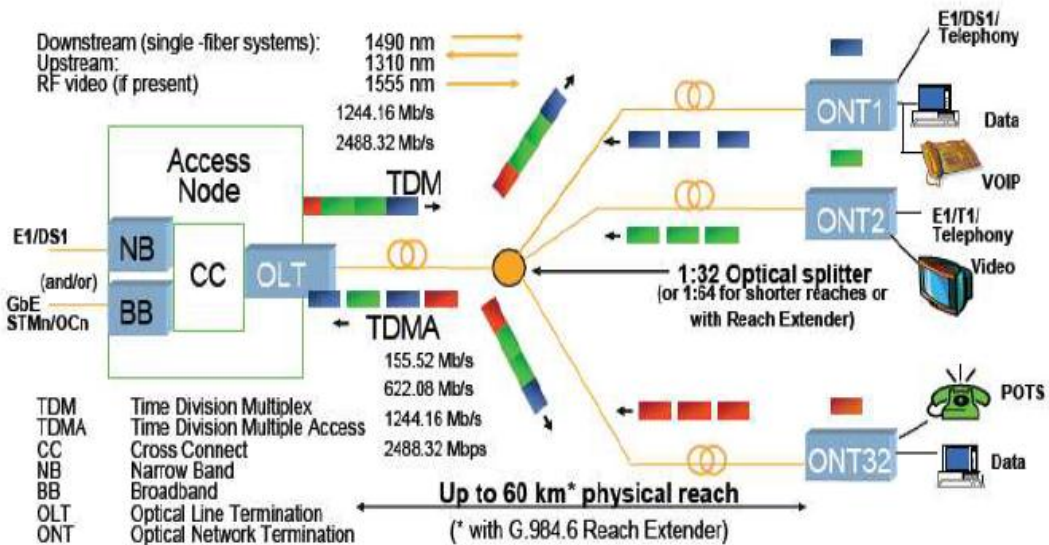 Downstream (single -fiber systems): 1490 nm
Upstream: 1310 nm
RF video (if present) 1555 nm
1244.16 Mb/s
2488.32 Mb/s
Access
Node
TDM
E1/DS1
(and/or)
GbE
STMn/OCn
NB
BB
CC
OLT
TDMA
155.52 Mb/s
622.08 Mb/s
1244.16 Mb/s
2488.32 Mbps
E1/DS1/
Telephony
ONT1
Data
VOIP
ONT2
E1/T1/
Telephony
Video
1:32 Optical splitter
(or 1:64 for shorter reaches or
with Reach Extender)
POTS
ONT32
Data
Up to 60 km* physical reach
(* with G.984.6 Reach Extender)
TDM Time Division Multiplex
TDMA Time Division Multiple Access
CC Cross Connect
NB Narrow Band
BB Broadband
OLT Optical Line Termination
ONT Optical Network Termination